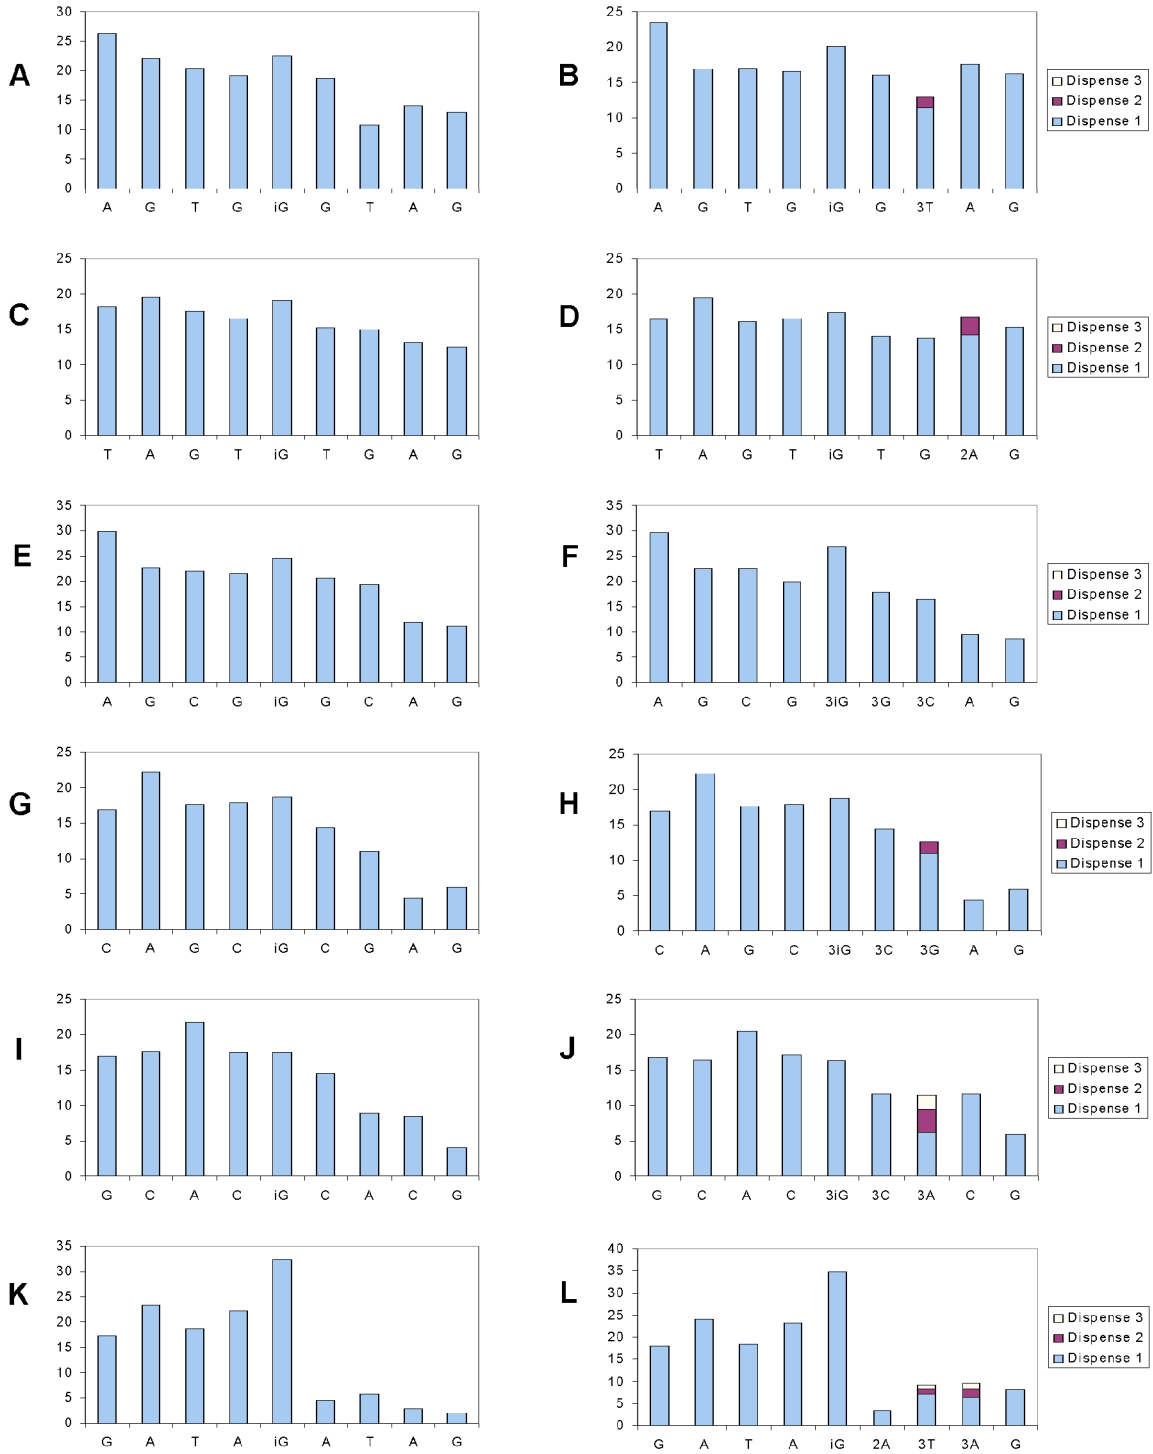 A
30
25
20
15
10
5
0
A G T G iG G T A G
B
25
20
15
10
5
0
A G T G iG G 3T A G
Dispense 3
Dispense 2
Dispense 1
C
25
20
15
10
5
0
T A G T iG T G A G
D
25
20
15
10
5
0
T A G T iG T G 2A G
Dispense 3
Dispense 2
Dispense 1
E
35
30
25
20
15
10
5
0
A G C G iG G C A G
F
35
30
25
20
15
10
5
0
A G C G 3iG 3G 3C A G
Dispense 3
Dispense 2
Dispense 1
G
25
20
15
10
5
0
C A G C iG C G A G
H
25
20
15
10
5
0
C A G C 3iG 3C 3G A G
Dispense 3
Dispense 2
Dispense 1
I
25
20
15
10
5
0
G C A C iG C A C G
J
25
20
15
10
5
0
G C A C 3iG 3C 3A C G
Dispense 3
Dispense 2
Dispense 1
K
35
30
25
20
15
10
5
0
G A T A iG A T A G
L
40
35
30
25
20
15
10
5
0
G A T A iG 2A 3T 3A G
Dispense 3
Dispense 2
Dispense 1